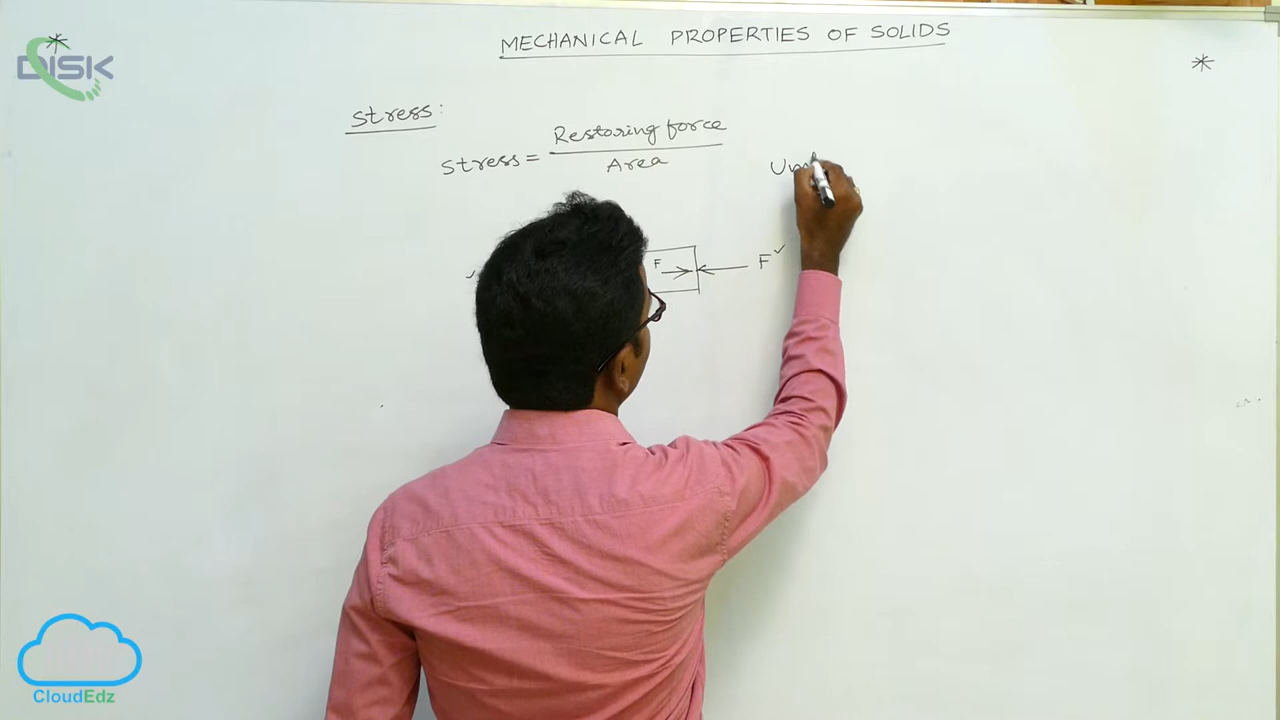 MECHANICAL PROPERTIES OF SOLIDS
DISK
stress:
Stress = Restoring force
Area
F
F
CloudEdz